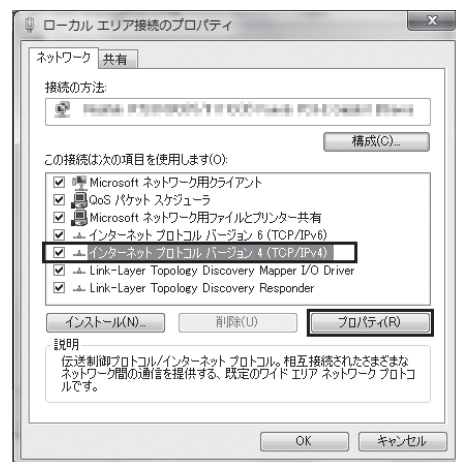 ローカル エリア接続のプロパティ
x
ネットワーク 共有
接続の方法:
構成(C)...
この接続は次の項目を使用します(O):
Microsoft ネットワーク用クライアント
QoS パケット スケジューラ
Microsoft ネットワーク用ファイルとプリンター共有
インターネット プロトコル バージョン 6 (TCP/IPv6)
インターネット プロトコル バージョン 4 (TCP/IPv4)
Link-Layer Topology Discovery Mapper I/O Driver
Link-Layer Topology Discovery Responder
インストール(N)... 削除(U) プロパティ(R)
説明
伝送制御プロトコル/インターネット プロトコル。相互接続されたさまざまな
ネットワーク間の通信を提供する、既定のワイド エリア ネットワーク プロトコ
ルです。
OK キャンセル